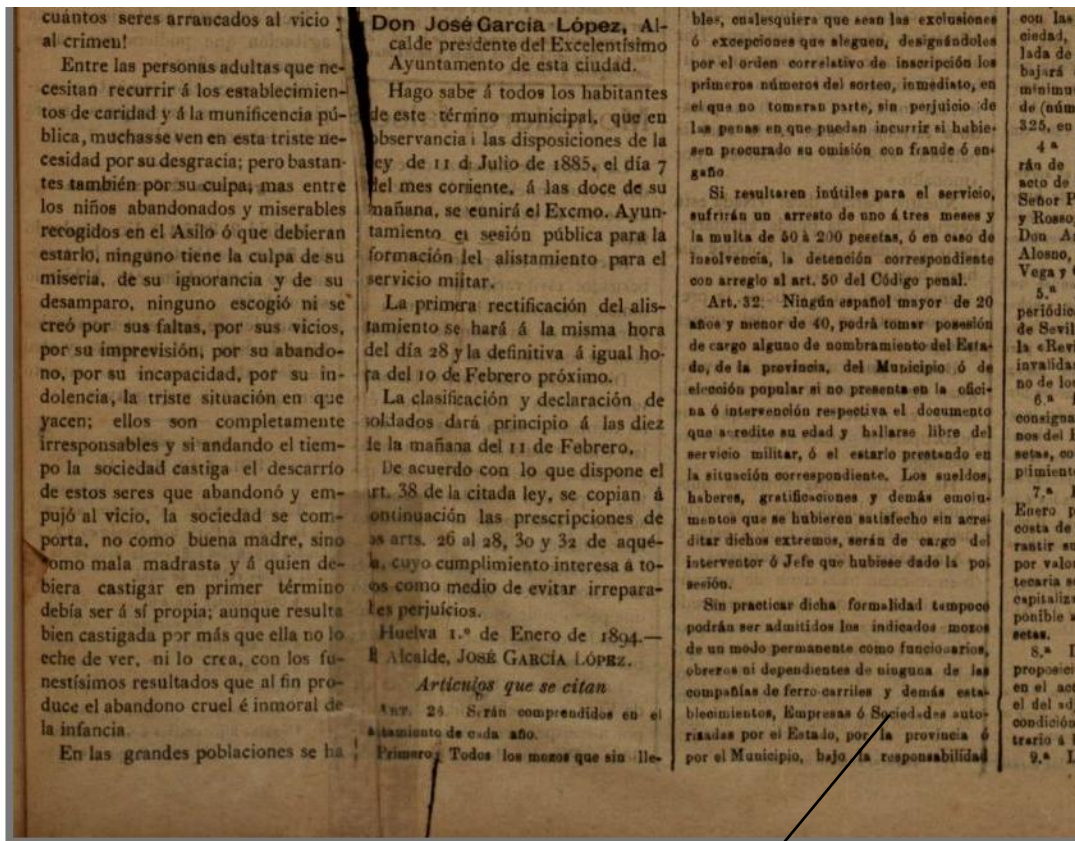 cuántos seres arrancados al vicio y
al crimen!
Entre las personas adultas que ne-
cesitan recurrir á los establecimien-
tos de caridad y á la munificencia pú-
blica, muchasse ven en esta triste ne-
cesidad por su desgracia; pero bastan-
tes también por su culpa; mas entre
los niños abandonados y miserables
recogidos en el Asilo ó que debieran
estarlo, ninguno tiene la culpa de su
miseria, de su ignorancia y de su
desamparo, ninguno escogió ni se
creó por sus faltas, por sus vicios,
por su imprevisión, por su abando-
no, por su incapacidad, por su in-
dolencia, la triste situación en que
yacen; ellos son completamente
irresponsables y si andando el tiem-
po la sociedad castiga el descarrío
de estos seres que abandonó y em-
pujó al vicio, la sociedad se com-
porta, no como buena madre, sino
como mala madrasta y á quien de-
biera castigar en primer término
debía ser á sí propia; aunque resulta
bien castigada por más que ella no lo
eche de ver, ni lo crea, con los fu-
nestísimos resultados que al fin pro-
duce el abandono cruel é inmoral de
la infancia.
En las grandes poblaciones se ha
Don José García López, Al-
calde presdente del Excelentísimo
Ayuntamento de esta ciudad.
Hago sabe á todos los habitantes
de este término municipal, que en
observancia las disposiciones de la
ley de 11 d Julio de 1885, el día 7
del mes corriente, á las doce de su
mañana, se eunirá el Excmo. Ayun-
tamiento sesión pública para la
formación lel alistamiento para el
servicio militar.
La primera rectificación del alis-
tamiento se hará á la misma hora
del día 28 y la definitiva á igual ho-
ra del 10 de Febrero próximo.
La clasificación y declaración de
soldados dará principio á las diez
de la mañana del 11 de Febrero.
De acuerdo con lo que dispone el
art. 38 de la citada ley, se copian á
ontinuación las prescripciones de
os arts. 26 al 28, 30 y 32 de aqué-
la, cuyo cumplimiento interesa á to-
os como medio de evitar irrepara-
les perjuicios.
Huelva 1.º de Enero de 1894.—
El Alcalde, JOSÉ GARCÍA LÓPEZ.
Articulos que se citan
ART. 26 Serán comprendidos en el
a tamiento de cada año.
Primero: Todos los mozos que sin lle-
bles, cualesquiera que sean las exclusiones
ó excepciones que aleguen, designándoles
por el orden correlativo de inscripción los
primeros números del sorteo, inmediato, en
el que no tomeran parte, sin perjuicio de
las penas en que puedan incurrir si hubie-
sen procurado su omisión con fraude ó en-
gaño
Si resultaren inútiles para el servicio,
sufrirán un arresto de uno á tres meses y
la multa de 50 à 200 pesetas, ó en caso de
insolvencia, la detención correspondiente
con arreglo al art. 50 del Código penal.
Art. 32. Ningún español mayor de 20
años y menor de 40, podrá tomar posesión
de cargo alguno de nombramiento del Esta-
do, de la provincia, del Municipio ó de
elección popular si no presenta en la ofici-
na ó intervención respectiva el documento
que acredite su edad y hallarse libre del
servicio militar, ó el estarlo prestando en
la situación correspondiente. Los sueldos,
haberes, gratificaciones y demás emolu-
mentos que se hubieren satisfecho sin acre-
ditar dichos extremos, serán de cargo del
interventor ó Jefe que hubiese dado la po-
sesión.
Sin practicar dicha formalidad tampoco
podrán ser admitidos los indicados mozos
de un modo permanente como funcionarios,
obreros ni dependientes de ninguna de las
compañías de ferro-carriles y demás esta-
blecimientos, Empresas ó Sociedades auto-
rizadas por el Estado, por la provincia ó
por el Municipio, bajo la responsabilidad
con las
ciedad,
lada de
bajará
minimu
de (núm
325, en
4 ª
rán de
acto de
Señor P
y Rosso,
Don A
Alosno,
Vega y
5.ª
periódic
de Sevil
la «Revi
invalidas
no de lo
6.ª
consigna
nos del
setas, co
pimient
7.ª
Enero p
costa de
rantir su
por valo
tecaria s
capitaliz
ponible a
setas.
8.ª
proposici
en el ac
el del adj
condición
trario á l
9.ª L